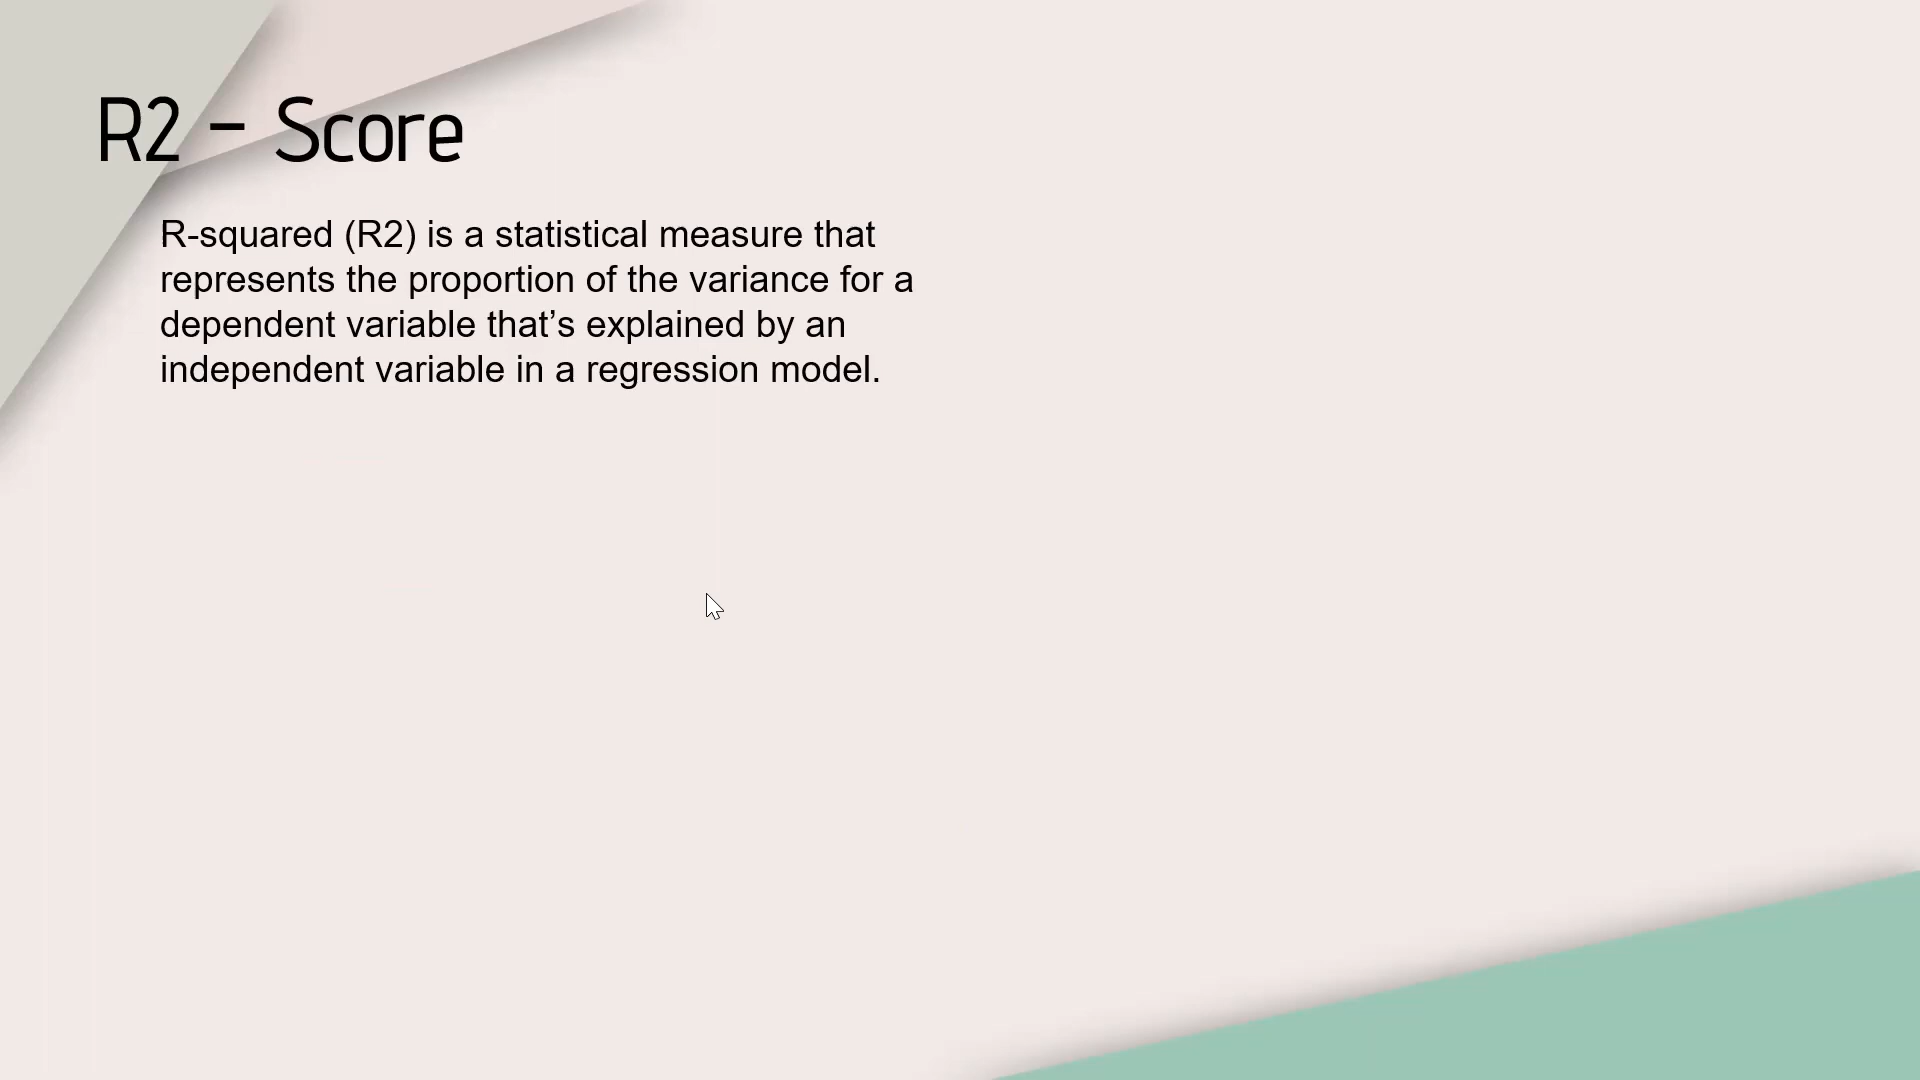 R2 – Score
R-squared (R2) is a statistical measure that
represents the proportion of the variance for a
dependent variable that’s explained by an
independent variable in a regression model.